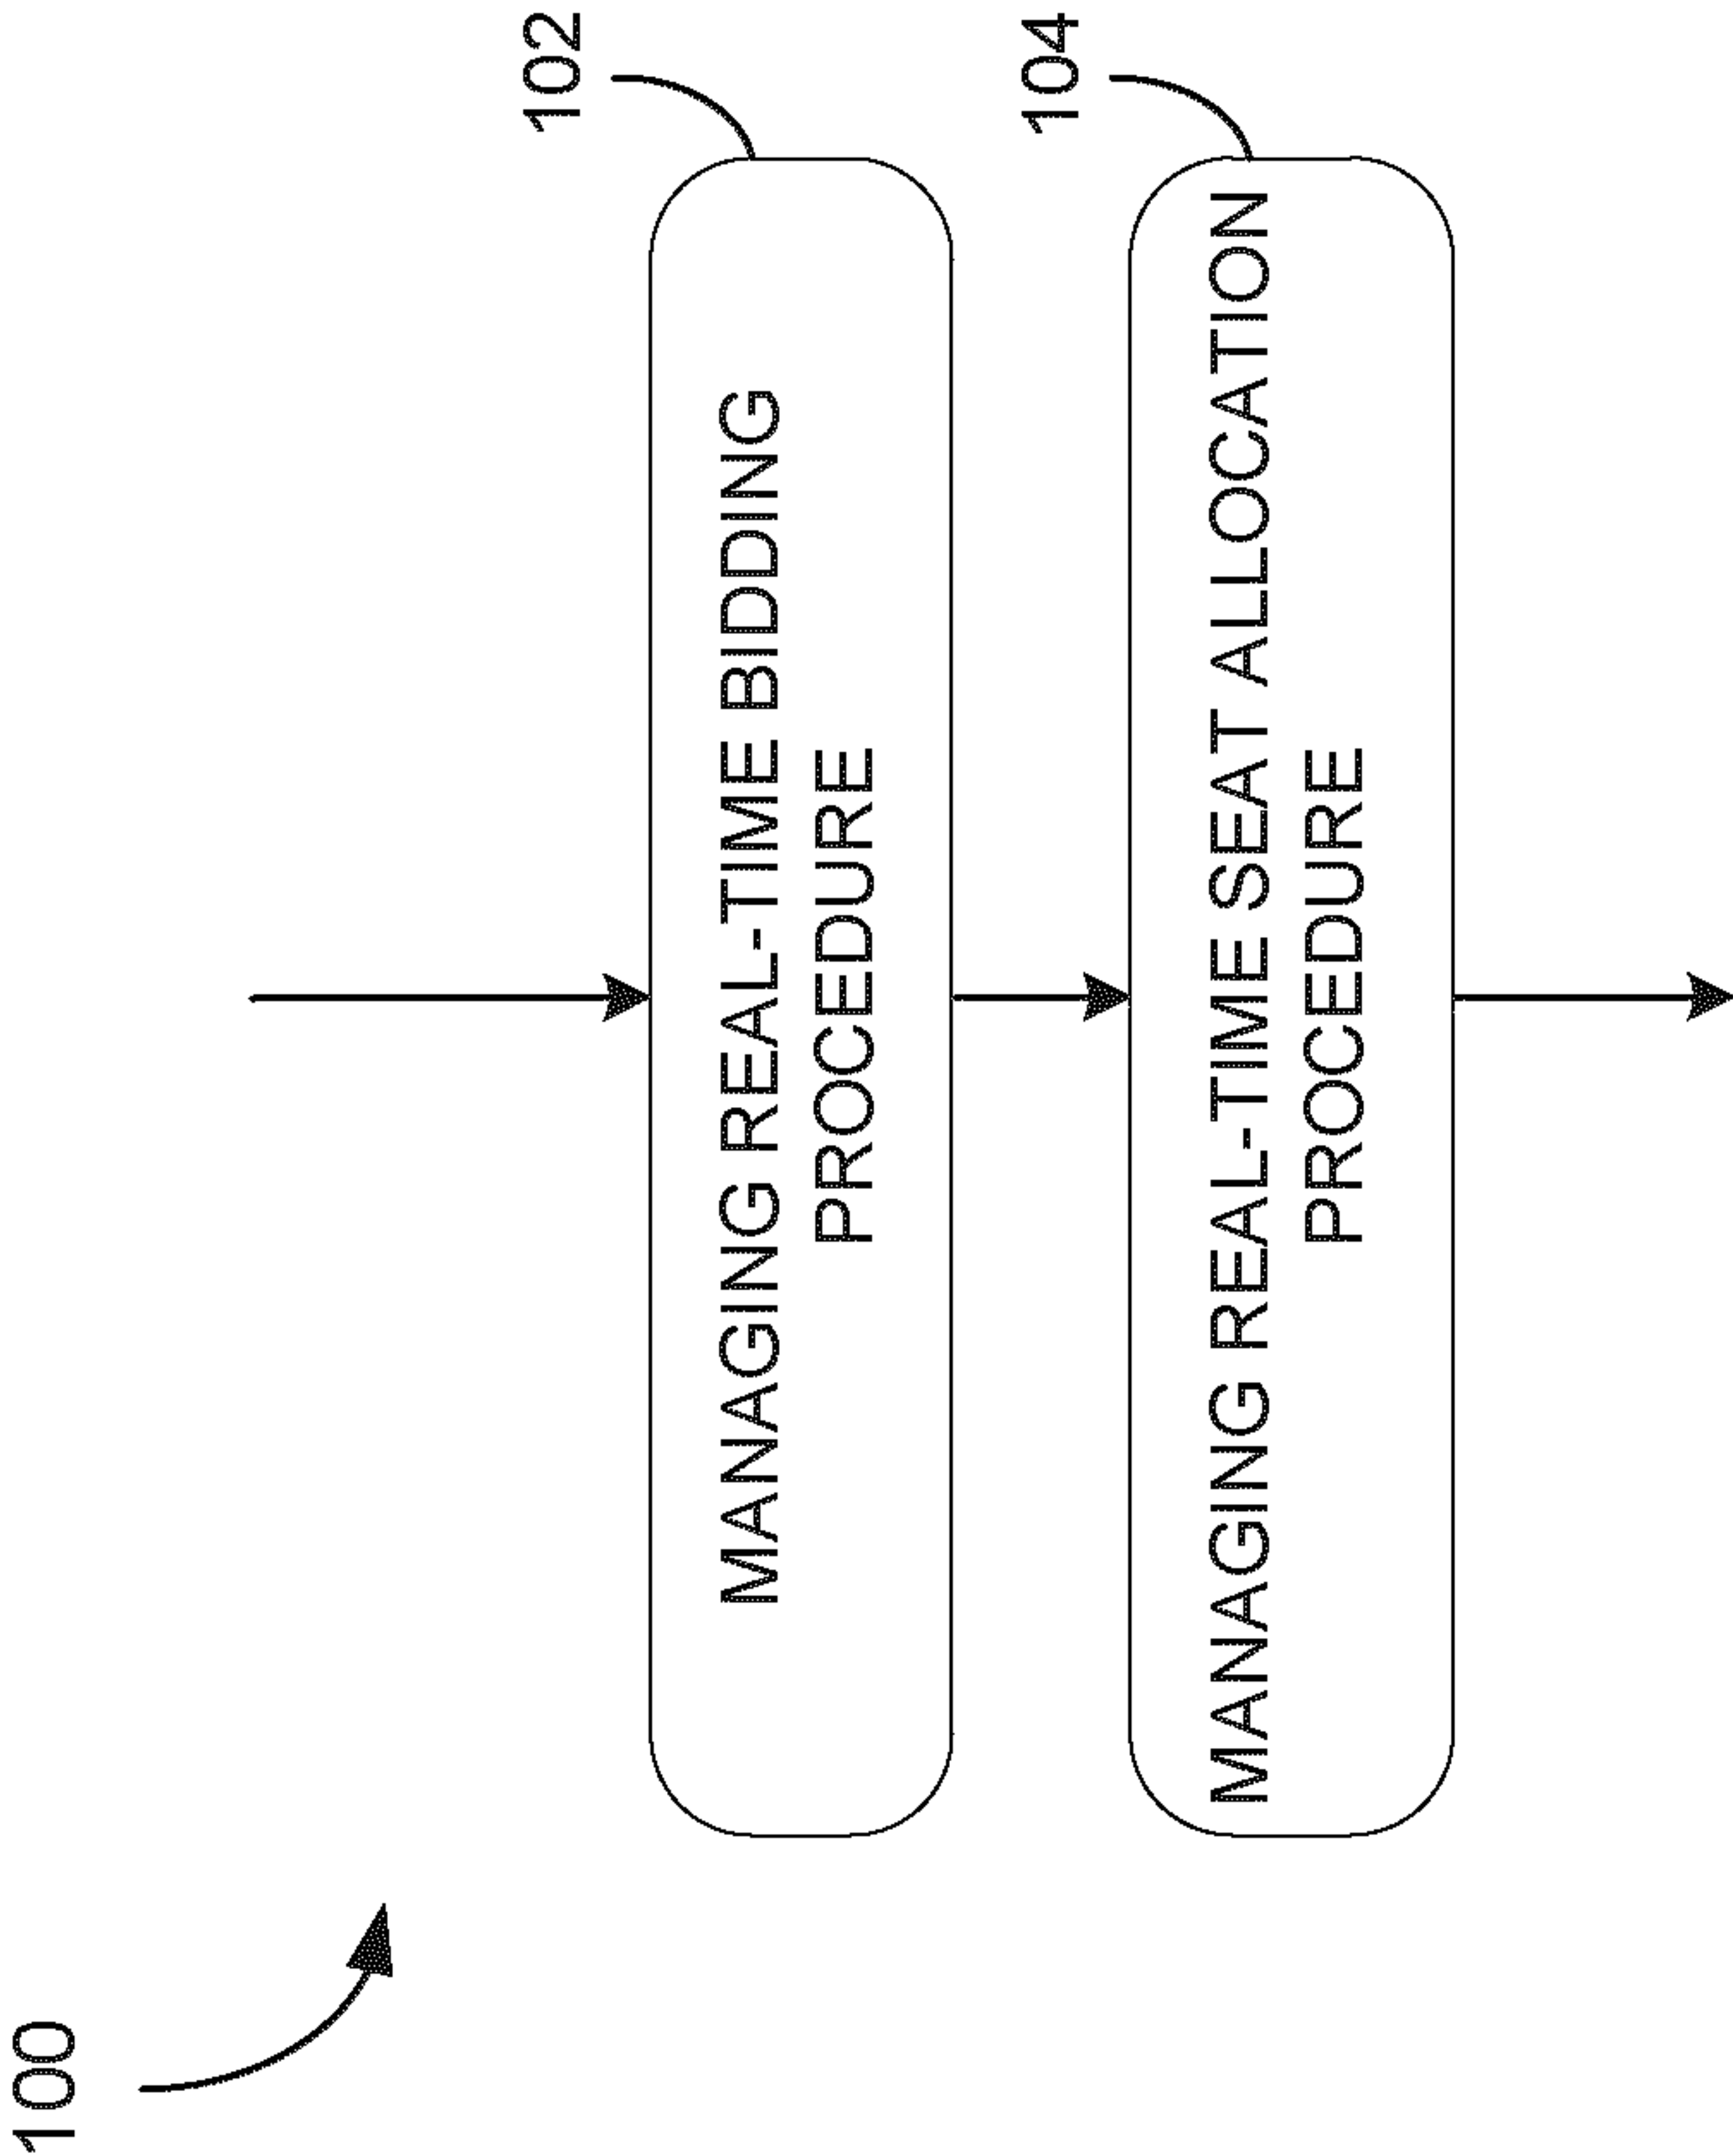 100
102
MANAGING REAL-TIME BIDDING
PROCEDURE
104
MANAGING REAL-TIME SEAT ALLOCATION
PROCEDURE